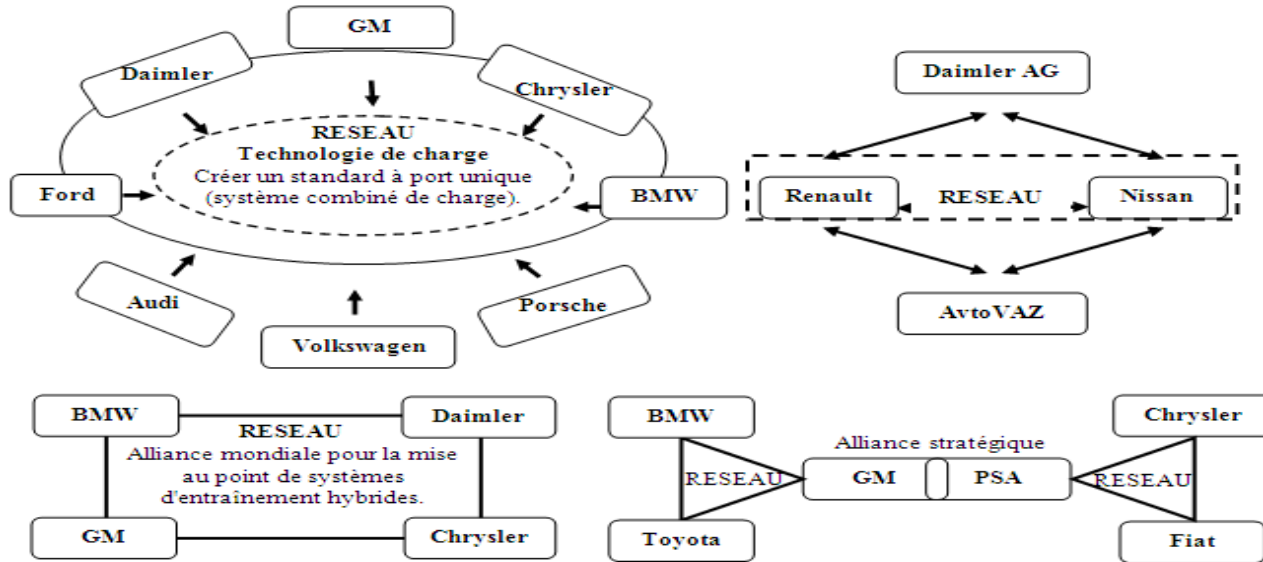 GM
Daimler
Chrysler
RESEAU
Technologie de charge
Créer un standard à port unique
(système combiné de charge).
Ford
BMW
Audi
Porsche
Volkswagen
Daimler AG
Renault
RESEAU
Nissan
AvtoVAZ
BMW
Daimler
RESEAU
Alliance mondiale pour la mise
au point de systèmes
d'entraînement hybrides.
GM
Chrysler
BMW
Chrysler
Alliance stratégique
RESEAU
GM
PSA
RESEAU
Toyota
Fiat